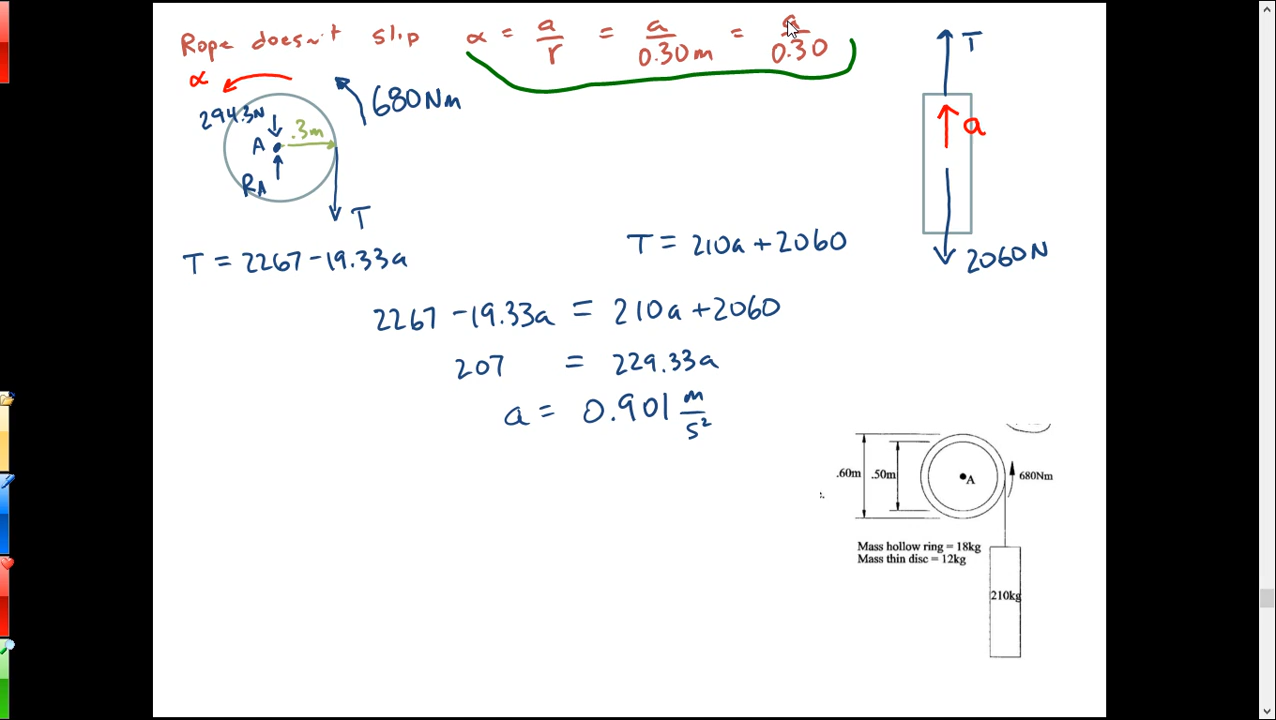 Rope doesn't slip α = a/r = a/0.30m = a/0.30
α
680Nm
294.3N
.3m
A
RA
T
T
a
2060N
T = 2267 - 19.33a
T = 210a + 2060
2267 - 19.33a = 210a + 2060
207 = 229.33a
a = 0.901 m/s²
.60m .50m A 680Nm
Mass hollow ring = 18kg
Mass thin disc = 12kg
210kg